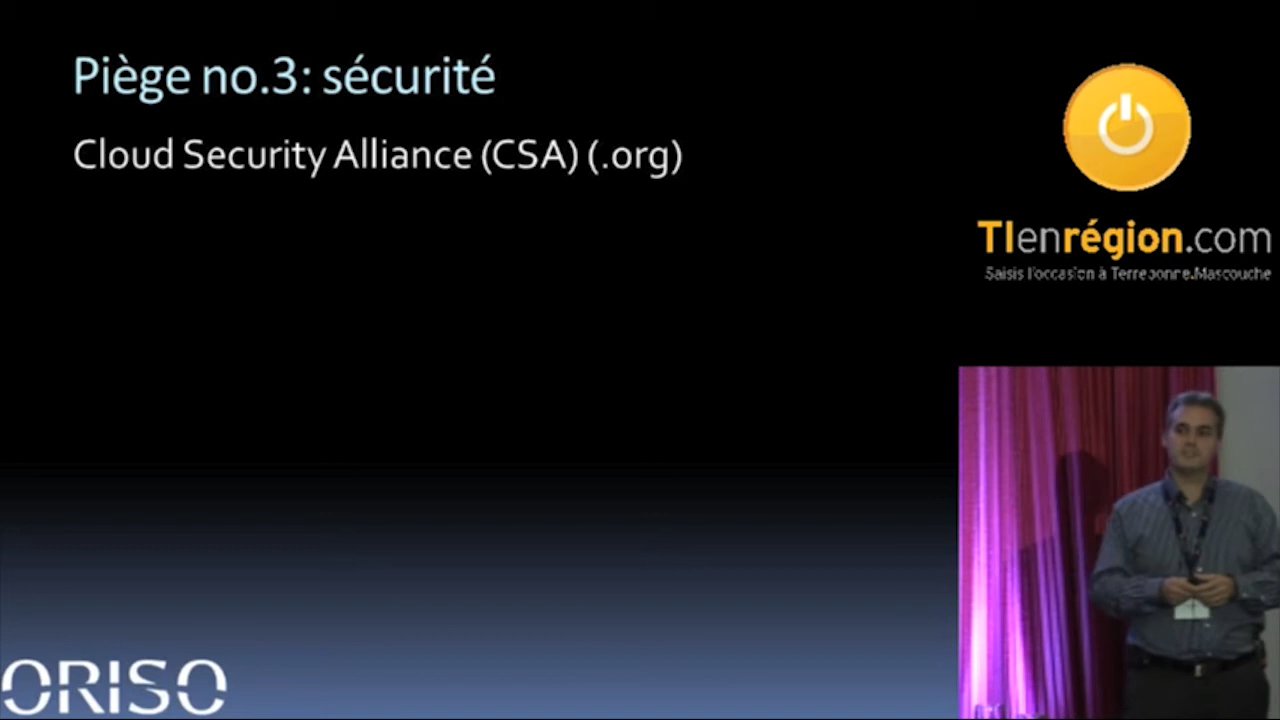 Piège no.3: sécurité
Cloud Security Alliance (CSA) (.org)
TIenrégion.com
Saisis l'occasion à Terrebonne.Mascouche
ORISO